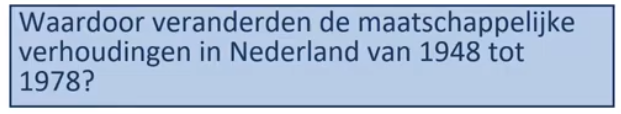 Waardoor veranderden de maatschappelijke
verhoudingen in Nederland van 1948 tot
1978?